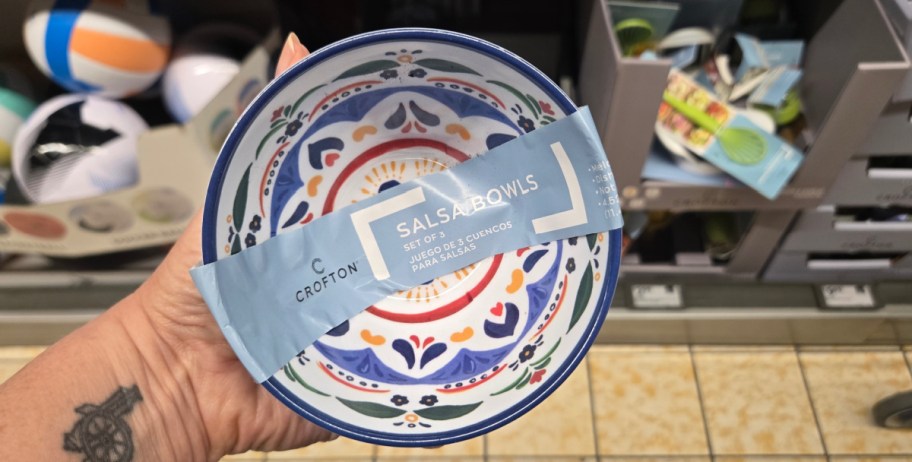 C
CROFTON
SALSA BOWLS
SET OF 3
JUEGO DE 3 CUENCOS
PARA SALSAS